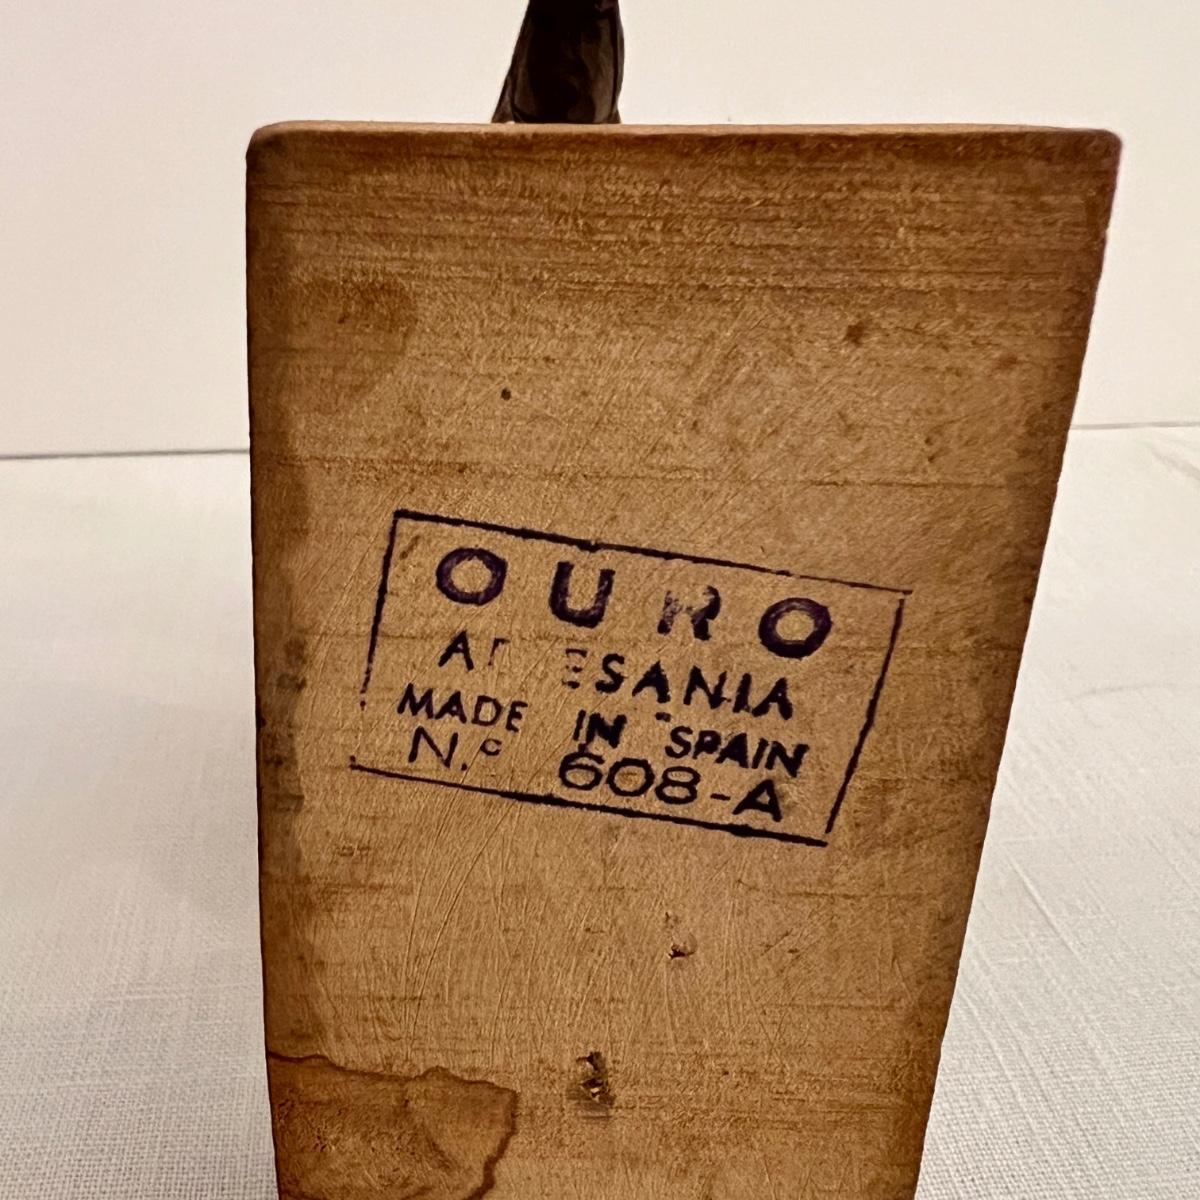 OURO
ARTESANIA
MADE IN SPAIN
N.º 608-A